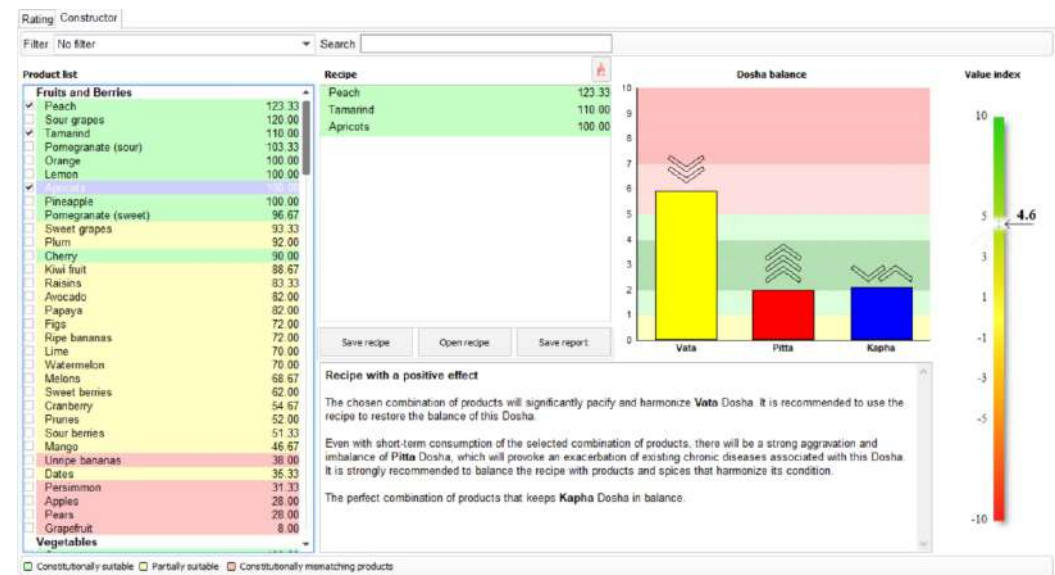 Rating Constructor
Filter No filter Search
Product list
Fruits and Berries
Peach 123.33
Sour grapes 120.00
Tamarind 110.00
Pomegranate (sour) 103.33
Orange 100.00
Lemon 100.00
Apricots 100.00
Pineapple 100.00
Pomegranate (sweet) 96.67
Sweet grapes 93.33
Plum 92.00
Cherry 90.00
Kiwi fruit 88.67
Raisins 83.33
Avocado 82.00
Papaya 82.00
Figs 72.00
Ripe bananas 72.00
Lime 70.00
Watermelon 70.00
Melons 68.67
Sweet berries 62.00
Cranberry 54.67
Prunes 52.00
Sour berries 51.33
Mango 46.67
Unripe bananas 38.00
Dates 35.33
Persimmon 31.33
Apples 28.00
Pears 28.00
Grapefruit 8.00
Vegetables
Recipe
Peach 123.33
Tamarind 110.00
Apricots 100.00
Save recipe Open recipe Save report
Dosha balance
10
9
8
7
6
5
4
3
2
1
0
Vata Pitta Kapha
Value index
10
5 4.6
3
1
-1
-3
-5
-10
Recipe with a positive effect
The chosen combination of products will significantly pacify and harmonize Vata Dosha. It is recommended to use the
recipe to restore the balance of this Dosha.
Even with short-term consumption of the selected combination of products, there will be a strong aggravation and
imbalance of Pitta Dosha, which will provoke an exacerbation of existing chronic diseases associated with this Dosha.
It is strongly recommended to balance the recipe with products and spices that harmonize its condition.
The perfect combination of products that keeps Kapha Dosha in balance.
Constitutionally suitable Partially suitable Constitutionally mismatching products